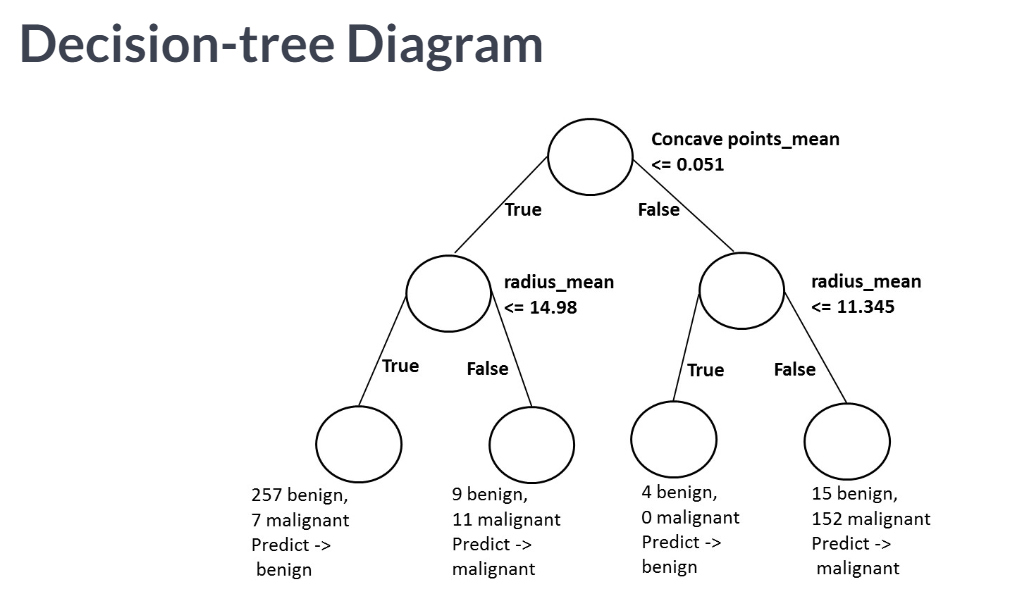 Decision-tree Diagram
Concave points_mean
<= 0.051
True
False
radius_mean
<= 14.98
radius_mean
<= 11.345
True
False
True
False
257 benign,
7 malignant
Predict ->
benign
9 benign,
11 malignant
Predict ->
malignant
4 benign,
0 malignant
Predict ->
benign
15 benign,
152 malignant
Predict ->
malignant